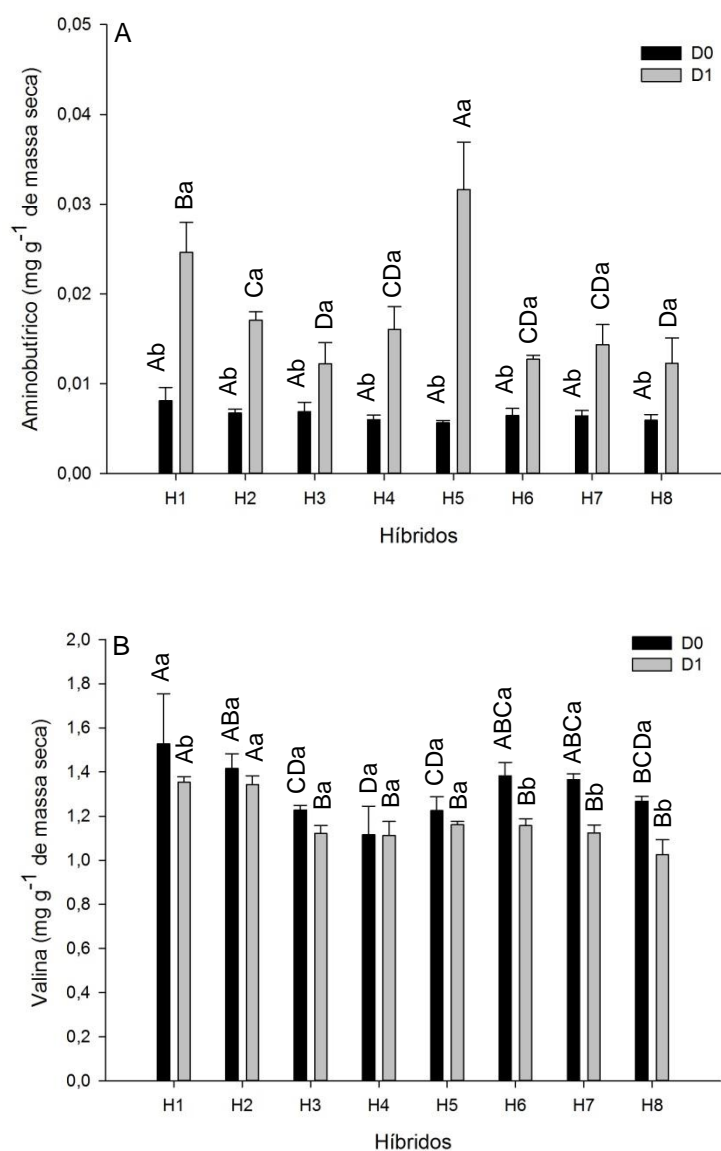 A
D0
D1
Aminobutírico (mg g-1 de massa seca)
0,05
0,04
0,03
0,02
0,01
0,00
Ab Ba Ab Ca Ab Da Ab CDa Ab Aa Ab CDa Ab CDa Ab Da
H1 H2 H3 H4 H5 H6 H7 H8
Híbridos
B
D0
D1
Valina (mg g-1 de massa seca)
2,0
1,8
1,6
1,4
1,2
1,0
0,8
0,6
0,4
0,2
0,0
Aa Ab ABa Aa CDa Ba Da Ba CDa Ba ABCa Bb ABCa Bb BCDa Bb
H1 H2 H3 H4 H5 H6 H7 H8
Híbridos